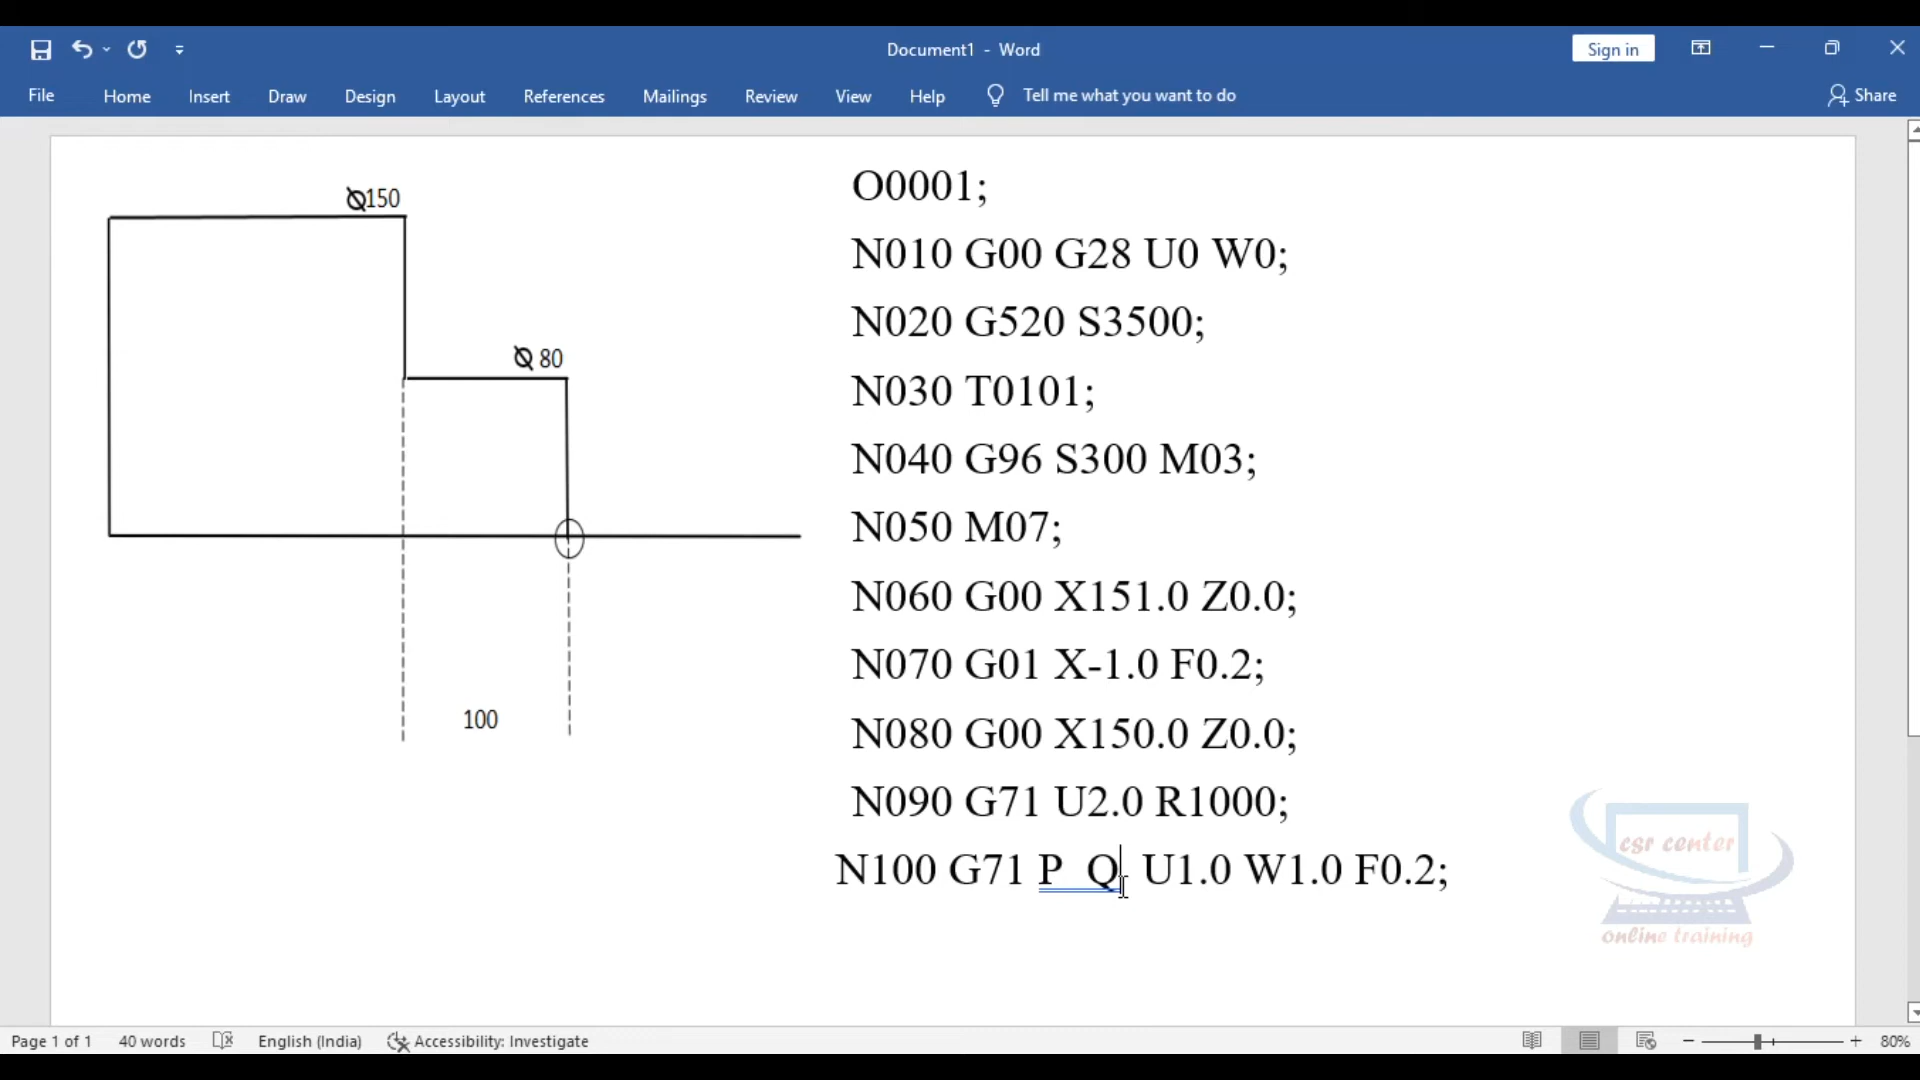 Document1 - Word
Sign in
File Home Insert Draw Design Layout References Mailings Review View Help Tell me what you want to do Share
Ø150
Ø 80
100
O0001;
N010 G00 G28 U0 W0;
N020 G520 S3500;
N030 T0101;
N040 G96 S300 M03;
N050 M07;
N060 G00 X151.0 Z0.0;
N070 G01 X-1.0 F0.2;
N080 G00 X150.0 Z0.0;
N090 G71 U2.0 R1000;
N100 G71 P Q U1.0 W1.0 F0.2;
csr center
online training
Page 1 of 1 40 words English (India) Accessibility: Investigate 80%